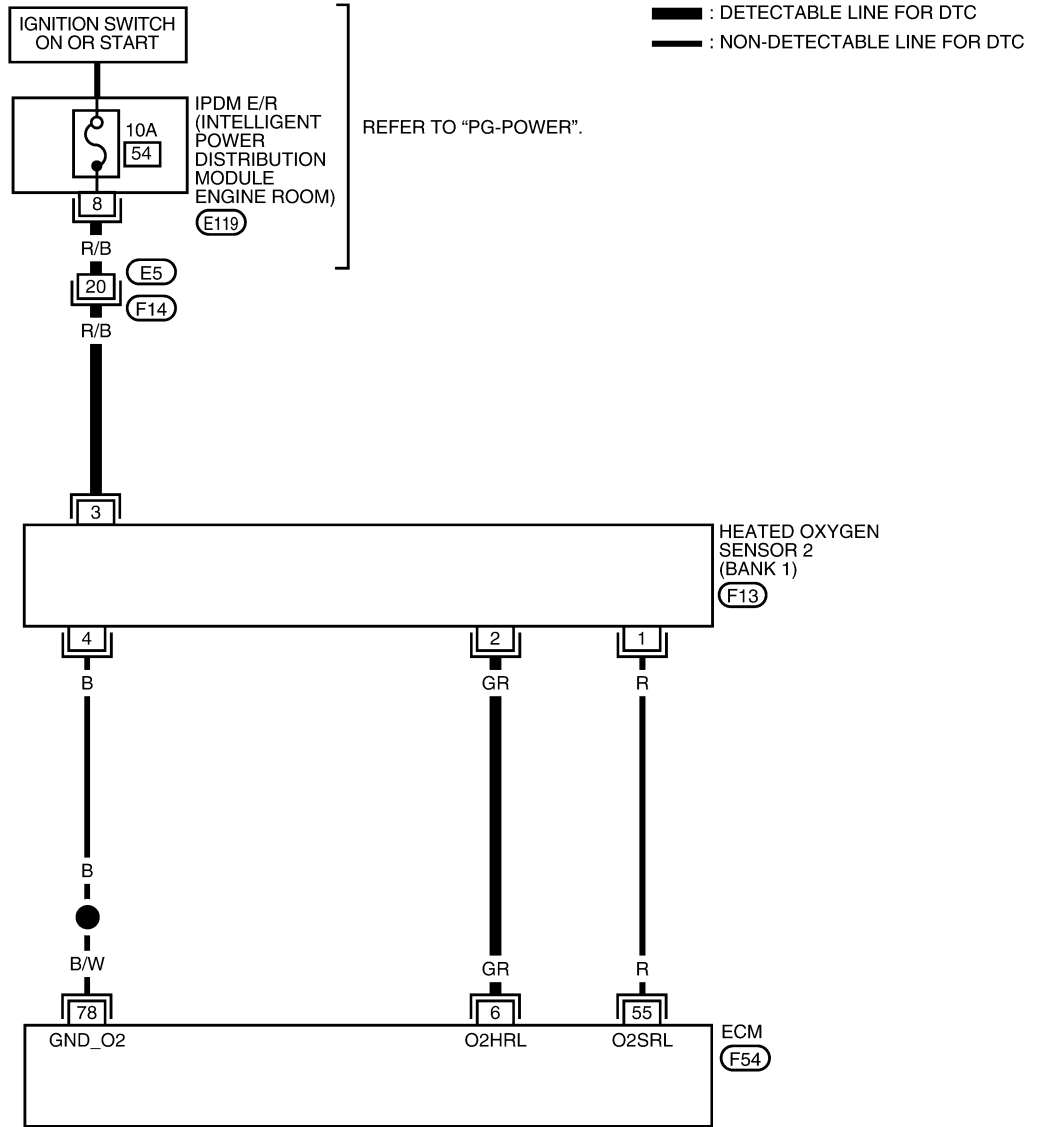 IGNITION SWITCH
ON OR START
: DETECTABLE LINE FOR DTC
: NON-DETECTABLE LINE FOR DTC
10A
54
IPDM E/R
(INTELLIGENT
POWER
DISTRIBUTION
MODULE
ENGINE ROOM)
E119
REFER TO “PG-POWER”.
8
R/B
20
E5
F14
R/B
3
HEATED OXYGEN
SENSOR 2
(BANK 1)
F13
4
2
1
B
GR
R
B
B/W
GR
R
78
6
55
GND_O2
O2HRL
O2SRL
ECM
F54